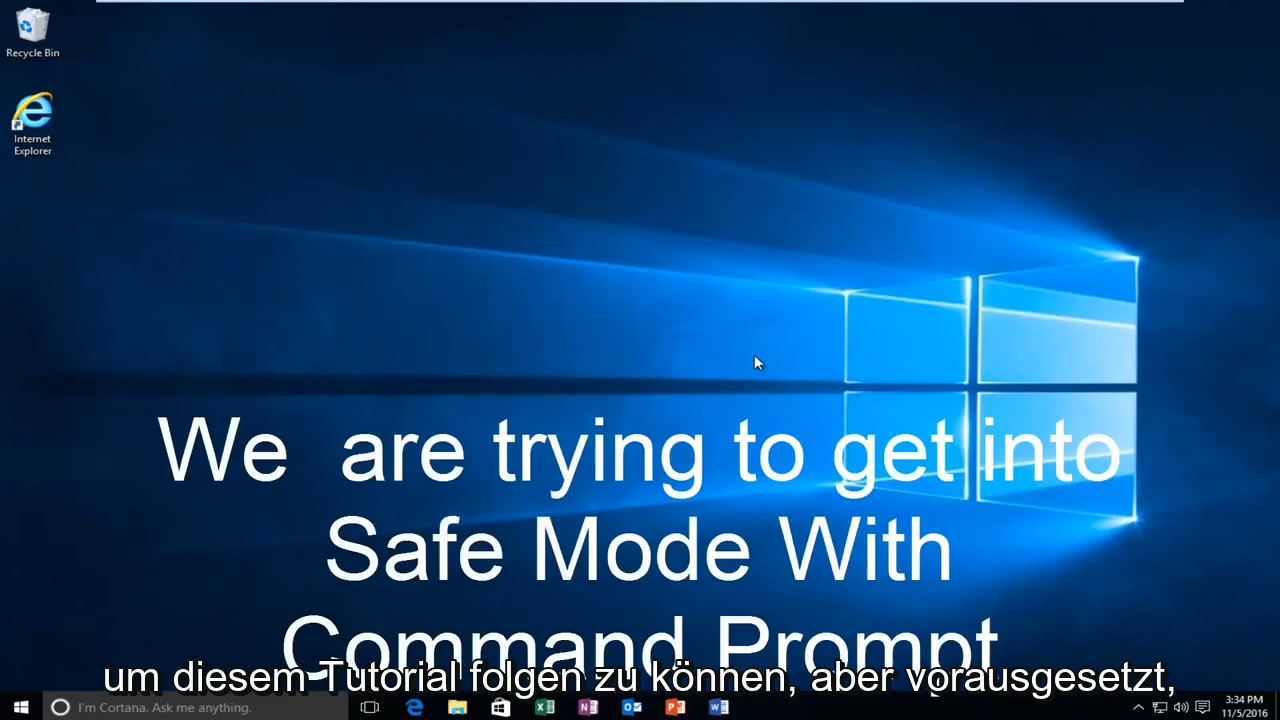 Recycle Bin
Internet
Explorer
We are trying to get into
Safe Mode With
Command Prompt
um diesem Tutorial folgen zu können, aber vorausgesetzt,
I'm Cortana. Ask me anything.
3:34 PM
11/5/2016